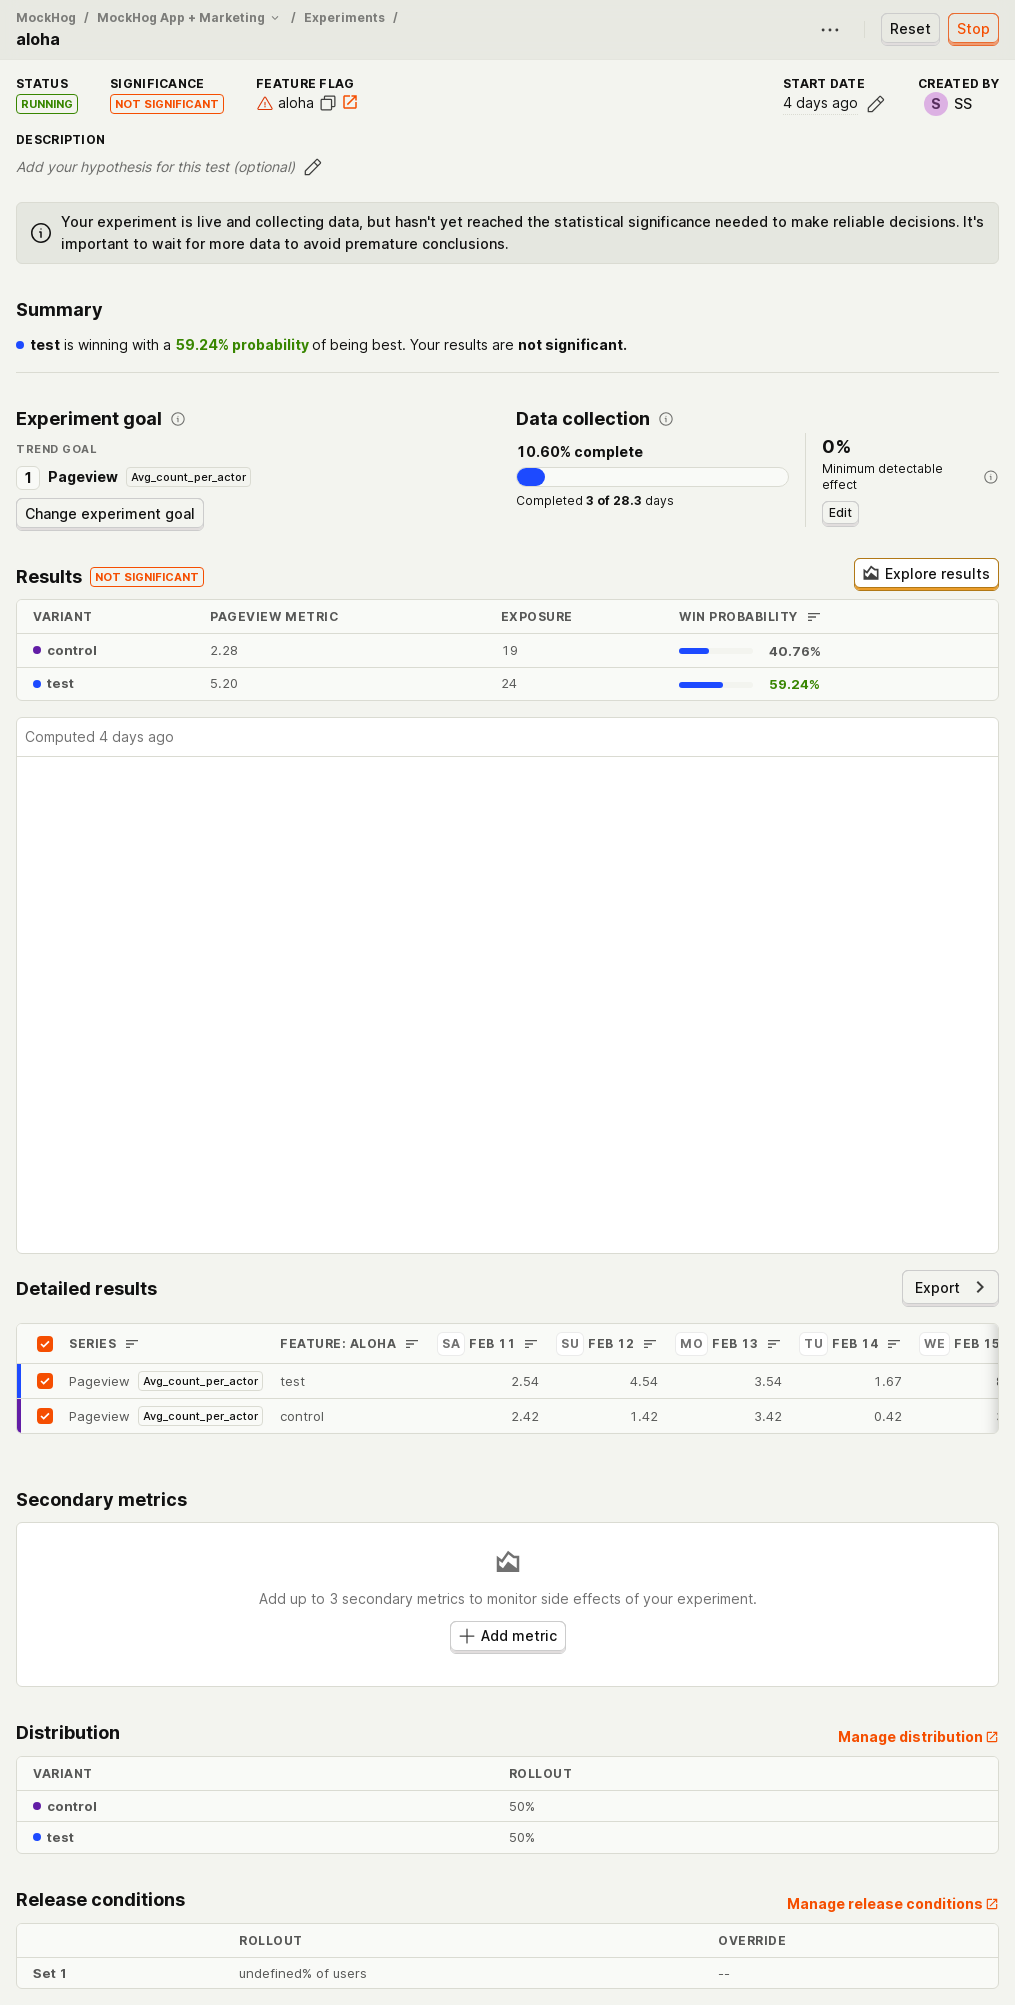 MockHog / MockHog App + Marketing / Experiments /
aloha
Reset
Stop
STATUS
SIGNIFICANCE
FEATURE FLAG
START DATE
CREATED BY
RUNNING
NOT SIGNIFICANT
aloha
4 days ago
S SS
DESCRIPTION
Add your hypothesis for this test (optional)
Your experiment is live and collecting data, but hasn't yet reached the statistical significance needed to make reliable decisions. It's
important to wait for more data to avoid premature conclusions.
Summary
test is winning with a 59.24% probability of being best. Your results are not significant.
Experiment goal
TREND GOAL
1 Pageview Avg_count_per_actor
Change experiment goal
Data collection
10.60% complete
Completed 3 of 28.3 days
0%
Minimum detectable
effect
Edit
Results NOT SIGNIFICANT
Explore results
VARIANT PAGEVIEW METRIC EXPOSURE WIN PROBABILITY
control 2.28 19 40.76%
test 5.20 24 59.24%
Computed 4 days ago
Detailed results
Export
SERIES FEATURE: ALOHA SA FEB 11 SU FEB 12 MO FEB 13 TU FEB 14 WE FEB 15
Pageview Avg_count_per_actor test 2.54 4.54 3.54 1.67
Pageview Avg_count_per_actor control 2.42 1.42 3.42 0.42
Secondary metrics
Add up to 3 secondary metrics to monitor side effects of your experiment.
Add metric
Distribution
Manage distribution
VARIANT ROLLOUT
control 50%
test 50%
Release conditions
Manage release conditions
ROLLOUT OVERRIDE
Set 1 undefined% of users --